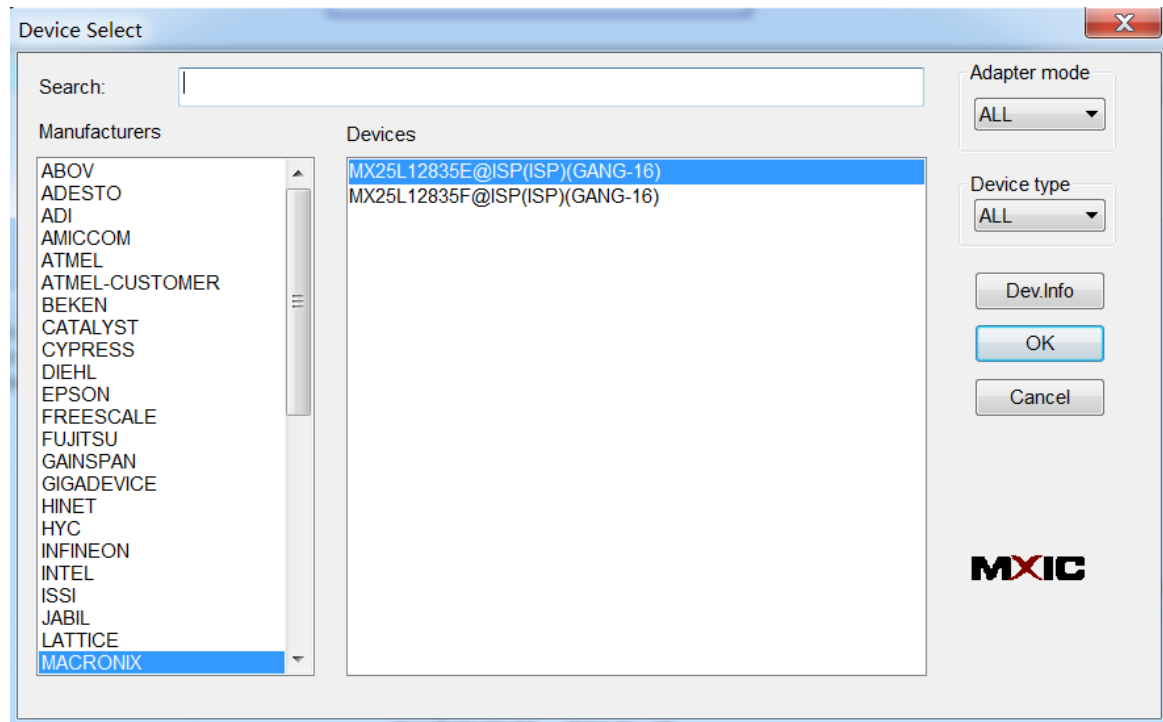 Device Select
X
Search:
Adapter mode
ALL
Manufacturers
Devices
ABOV
ADESTO
ADI
AMICCOM
ATMEL
ATMEL-CUSTOMER
BEKEN
CATALYST
CYPRESS
DIEHL
EPSON
FREESCALE
FUJITSU
GAINSPAN
GIGADEVICE
HINET
HYC
INFINEON
INTEL
ISSI
JABIL
LATTICE
MACRONIX
MX25L12835E@ISP(ISP)(GANG-16)
MX25L12835F@ISP(ISP)(GANG-16)
Device type
ALL
Dev.Info
OK
Cancel
MXIC